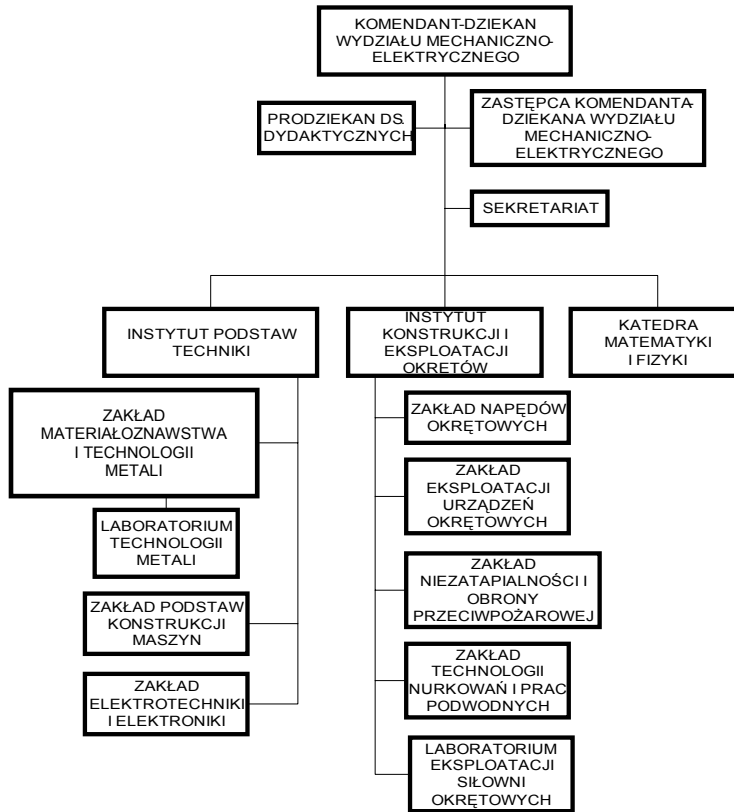 KOMENDANT-DZIEKAN
WYDZIAŁU MECHANICZNO-
ELEKTRYCZNEGO
PRODZIEKAN DS.
DYDAKTYCZNYCH
ZASTĘPCA KOMENDANTA-
DZIEKANA WYDZIAŁU
MECHANICZNO-
ELEKTRYCZNEGO
SEKRETARIAT
INSTYTUT PODSTAW
TECHNIKI
INSTYTUT
KONSTRUKCJI I
EKSPLOATACJI
OKRETÓW
KATEDRA
MATEMATYKI
I FIZYKI
ZAKŁAD
MATERIAŁOZNAWSTWA
I TECHNOLOGII
METALI
LABORATORIUM
TECHNOLOGII
METALI
ZAKŁAD PODSTAW
KONSTRUKCJI
MASZYN
ZAKŁAD
ELEKTROTECHNIKI
I ELEKTRONIKI
ZAKŁAD NAPĘDÓW
OKRĘTOWYCH
ZAKŁAD
EKSPLOATACJI
URZĄDZEŃ
OKRĘTOWYCH
ZAKŁAD
NIEZATAPIALNOŚCI I
OBRONY
PRZECIWPOŻAROWEJ
ZAKŁAD
TECHNOLOGII
NURKOWAŃ I PRAC
PODWODNYCH
LABORATORIUM
EKSPLOATACJI
SIŁOWNI
OKRĘTOWYCH